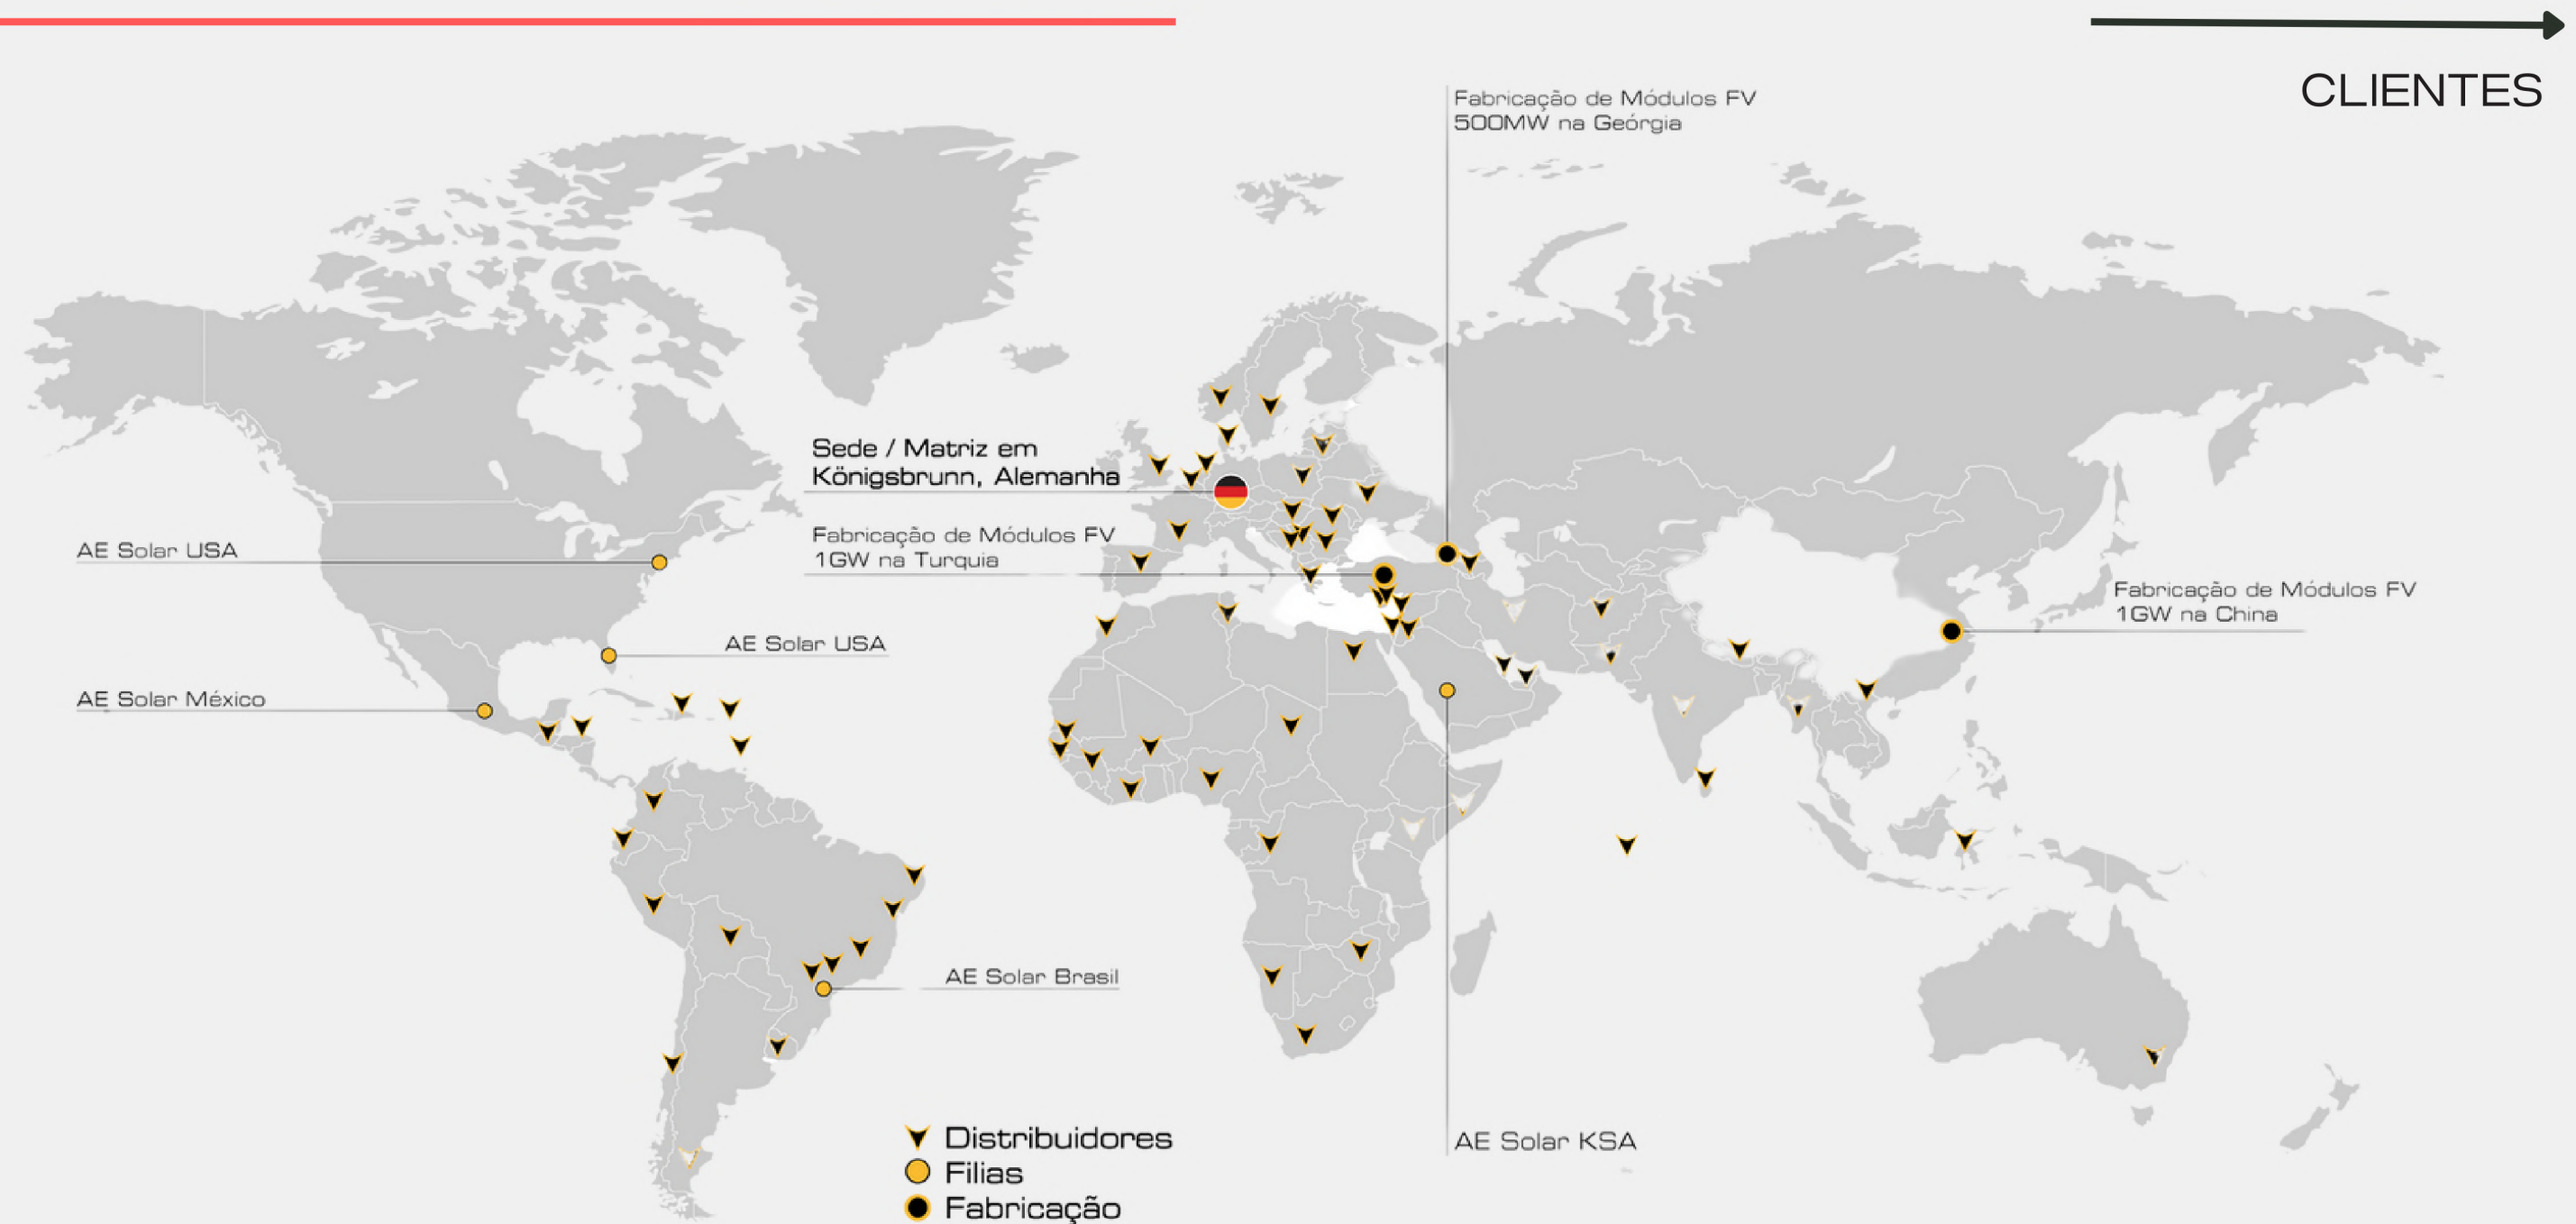 CLIENTES
Fabricação de Módulos FV
500MW na Geórgia
Sede / Matriz em
Königsbrunn, Alemanha
Fabricação de Módulos FV
1GW na Turquia
AE Solar USA
Fabricação de Módulos FV
1GW na China
AE Solar USA
AE Solar México
AE Solar Brasil
Distribuidores
Filias
Fabricação
AE Solar KSA